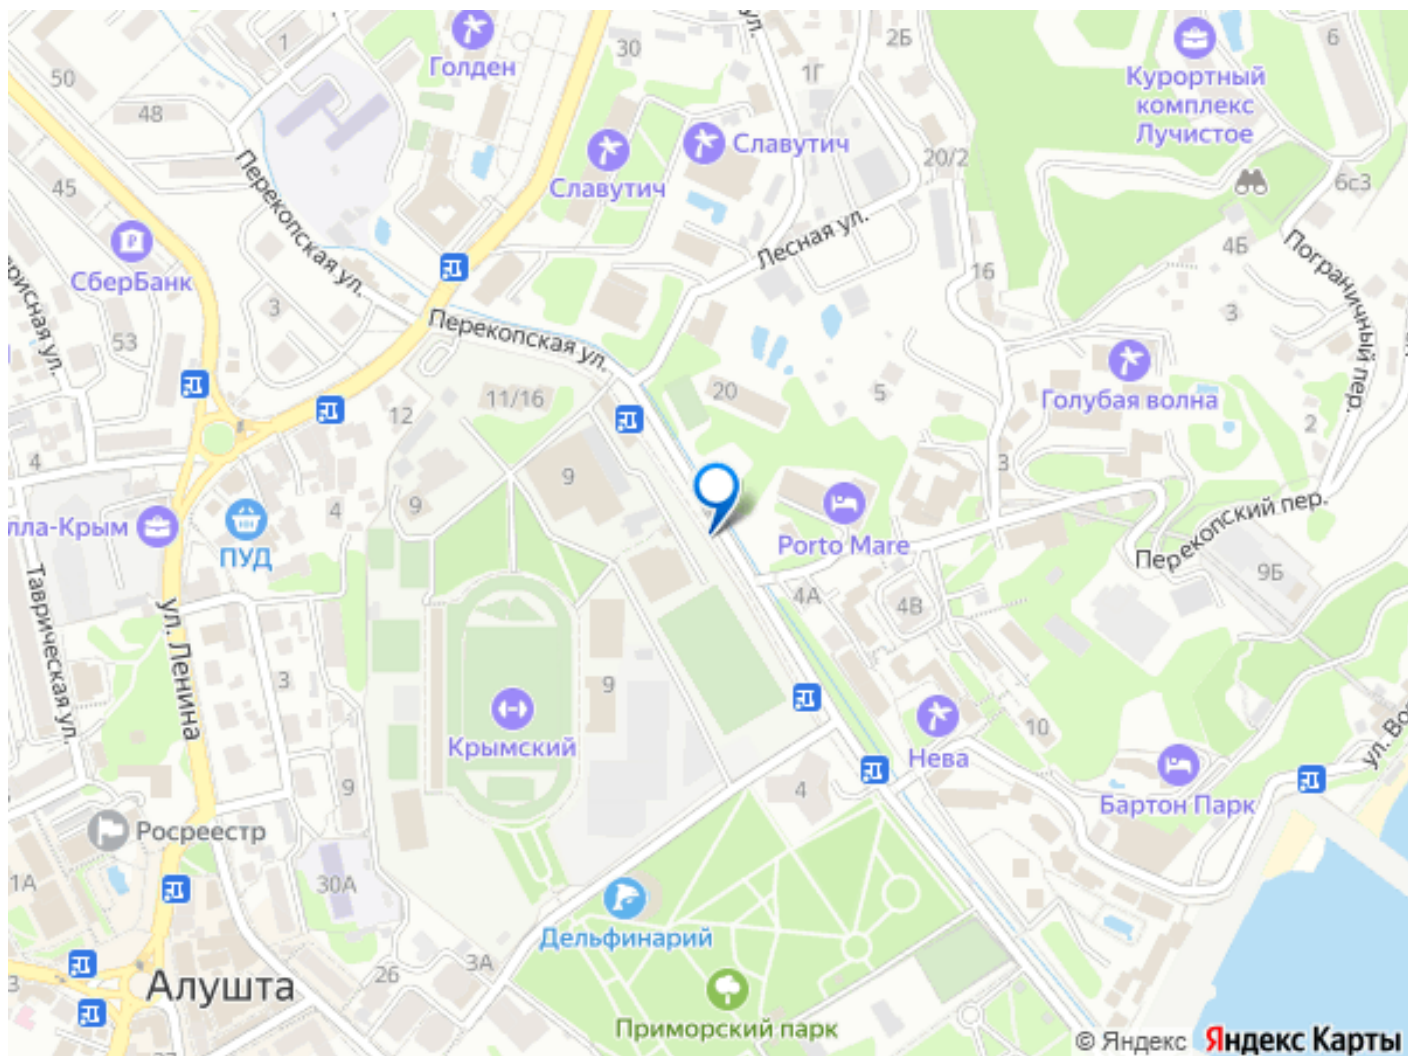 Голден
30
2Б
6
1
1Г
Курортный
комплекс
Лучистое
50
48
Славутич
Славутич
20/2
6с3
Перекопская ул.
45
СберБанк
Лесная ул.
4Б
Пограничный пер.
16
3
3
53
Перекопская ул.
Голубая волна
20
5
11/16
12
2
4
3
9
9
4
ПУД
Porto Mare
Перекопский пер.
9Б
4А
4В
Таврическая ул.
ул. Ленина
3
9
Крымский
Нева
10
9
4
Бартон Парк
Росреестр
1А
30А
Дельфинарий
26
3А
3
Алушта
Приморский парк
© Яндекс Яндекс Карты